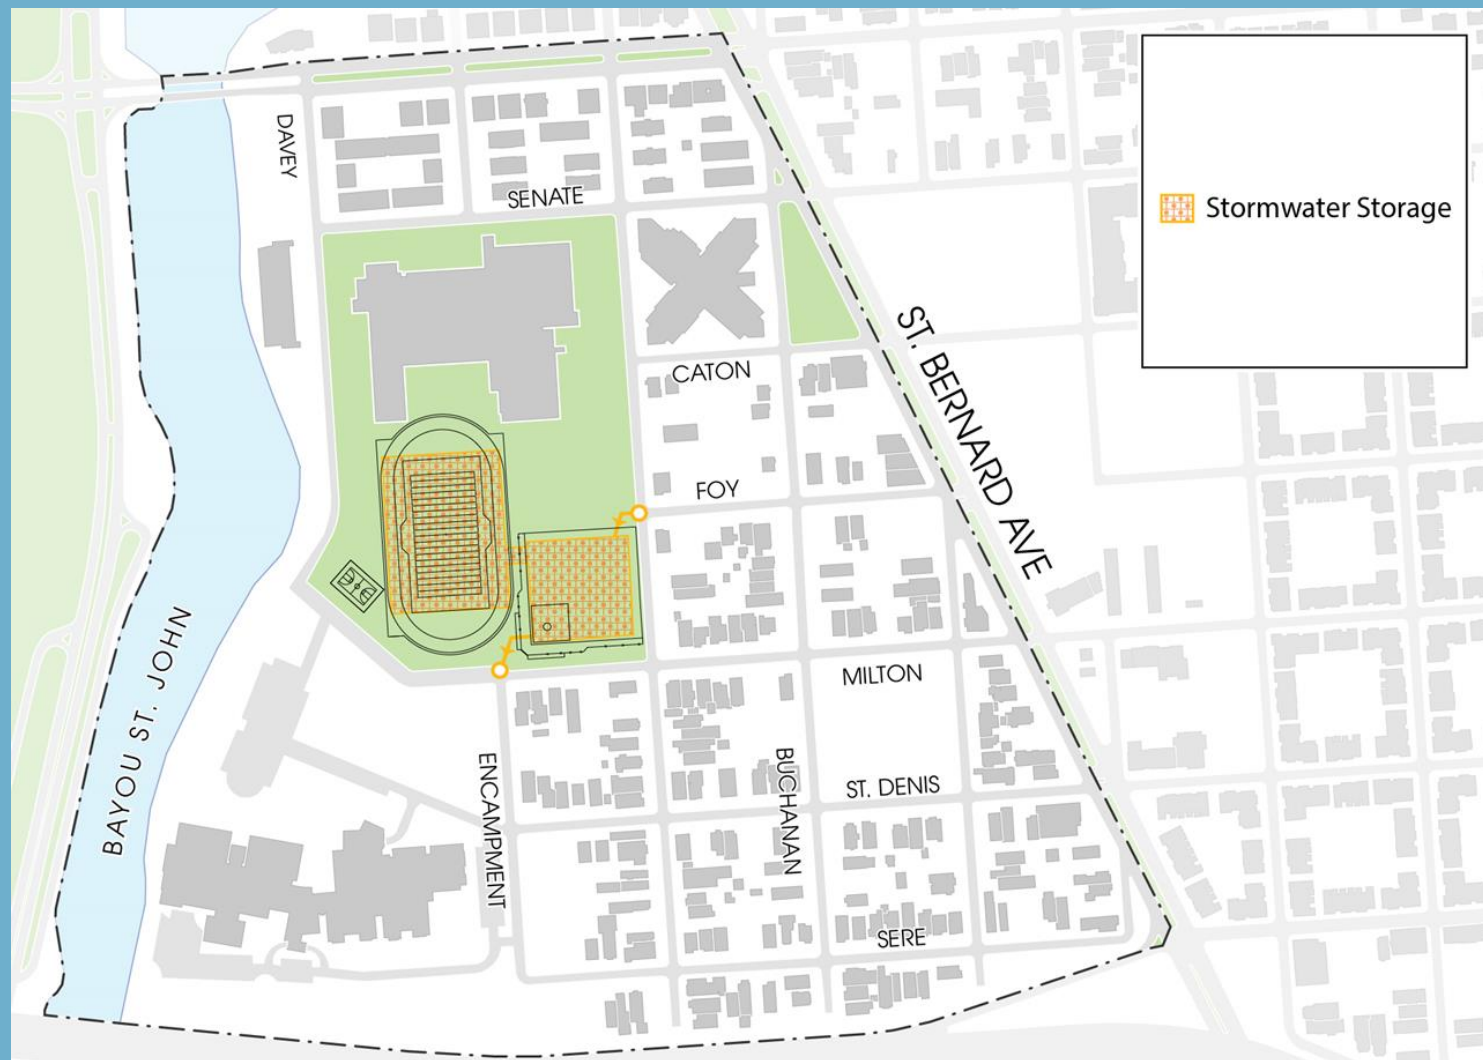 DAVEY
SENATE
Stormwater Storage
CATON
ST. BERNARD AVE
FOY
BAYOU ST. JOHN
MILTON
ENCAMPMENT
BUCHANAN
ST. DENIS
SERE